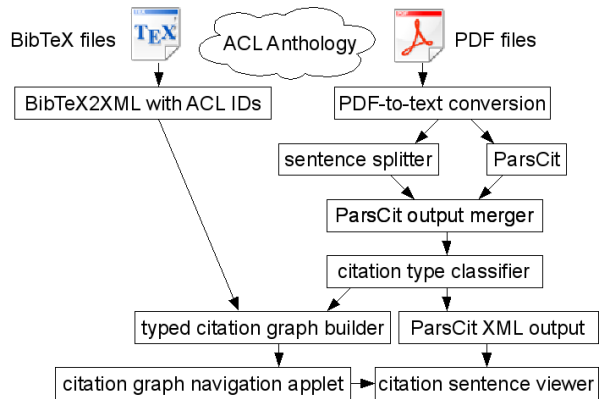 BibTeX files
TEX
ACL Anthology
PDF files
BibTeX2XML with ACL IDs
PDF-to-text conversion
sentence splitter
ParsCit
ParsCit output merger
citation type classifier
typed citation graph builder
ParsCit XML output
citation graph navigation applet
citation sentence viewer